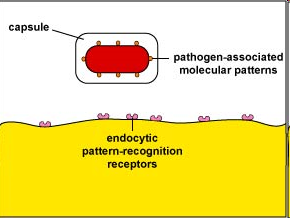 capsule
pathogen-associated
molecular patterns
endocytic
pattern-recognition
receptors